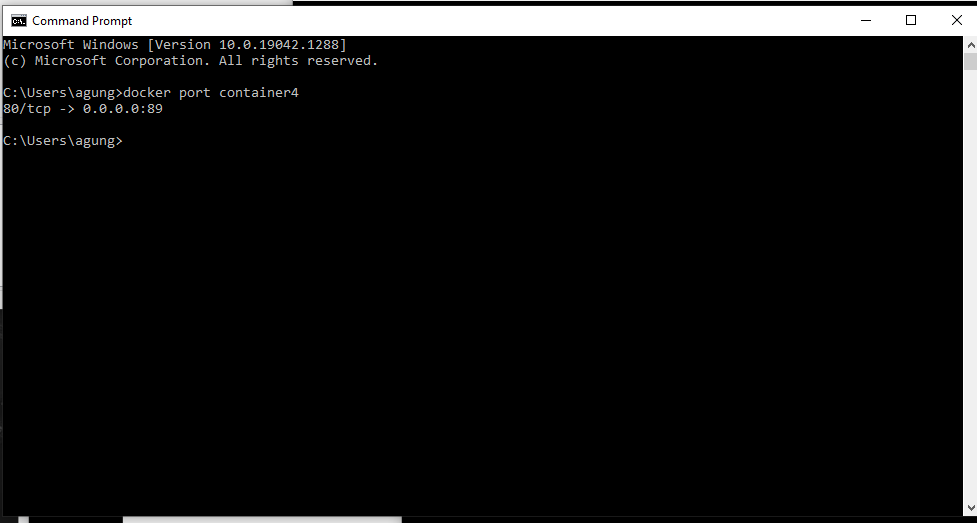 Command Prompt
Microsoft Windows [Version 10.0.19042.1288]
(c) Microsoft Corporation. All rights reserved.
C:\Users\agung>docker port container4
80/tcp -> 0.0.0.0:89
C:\Users\agung>